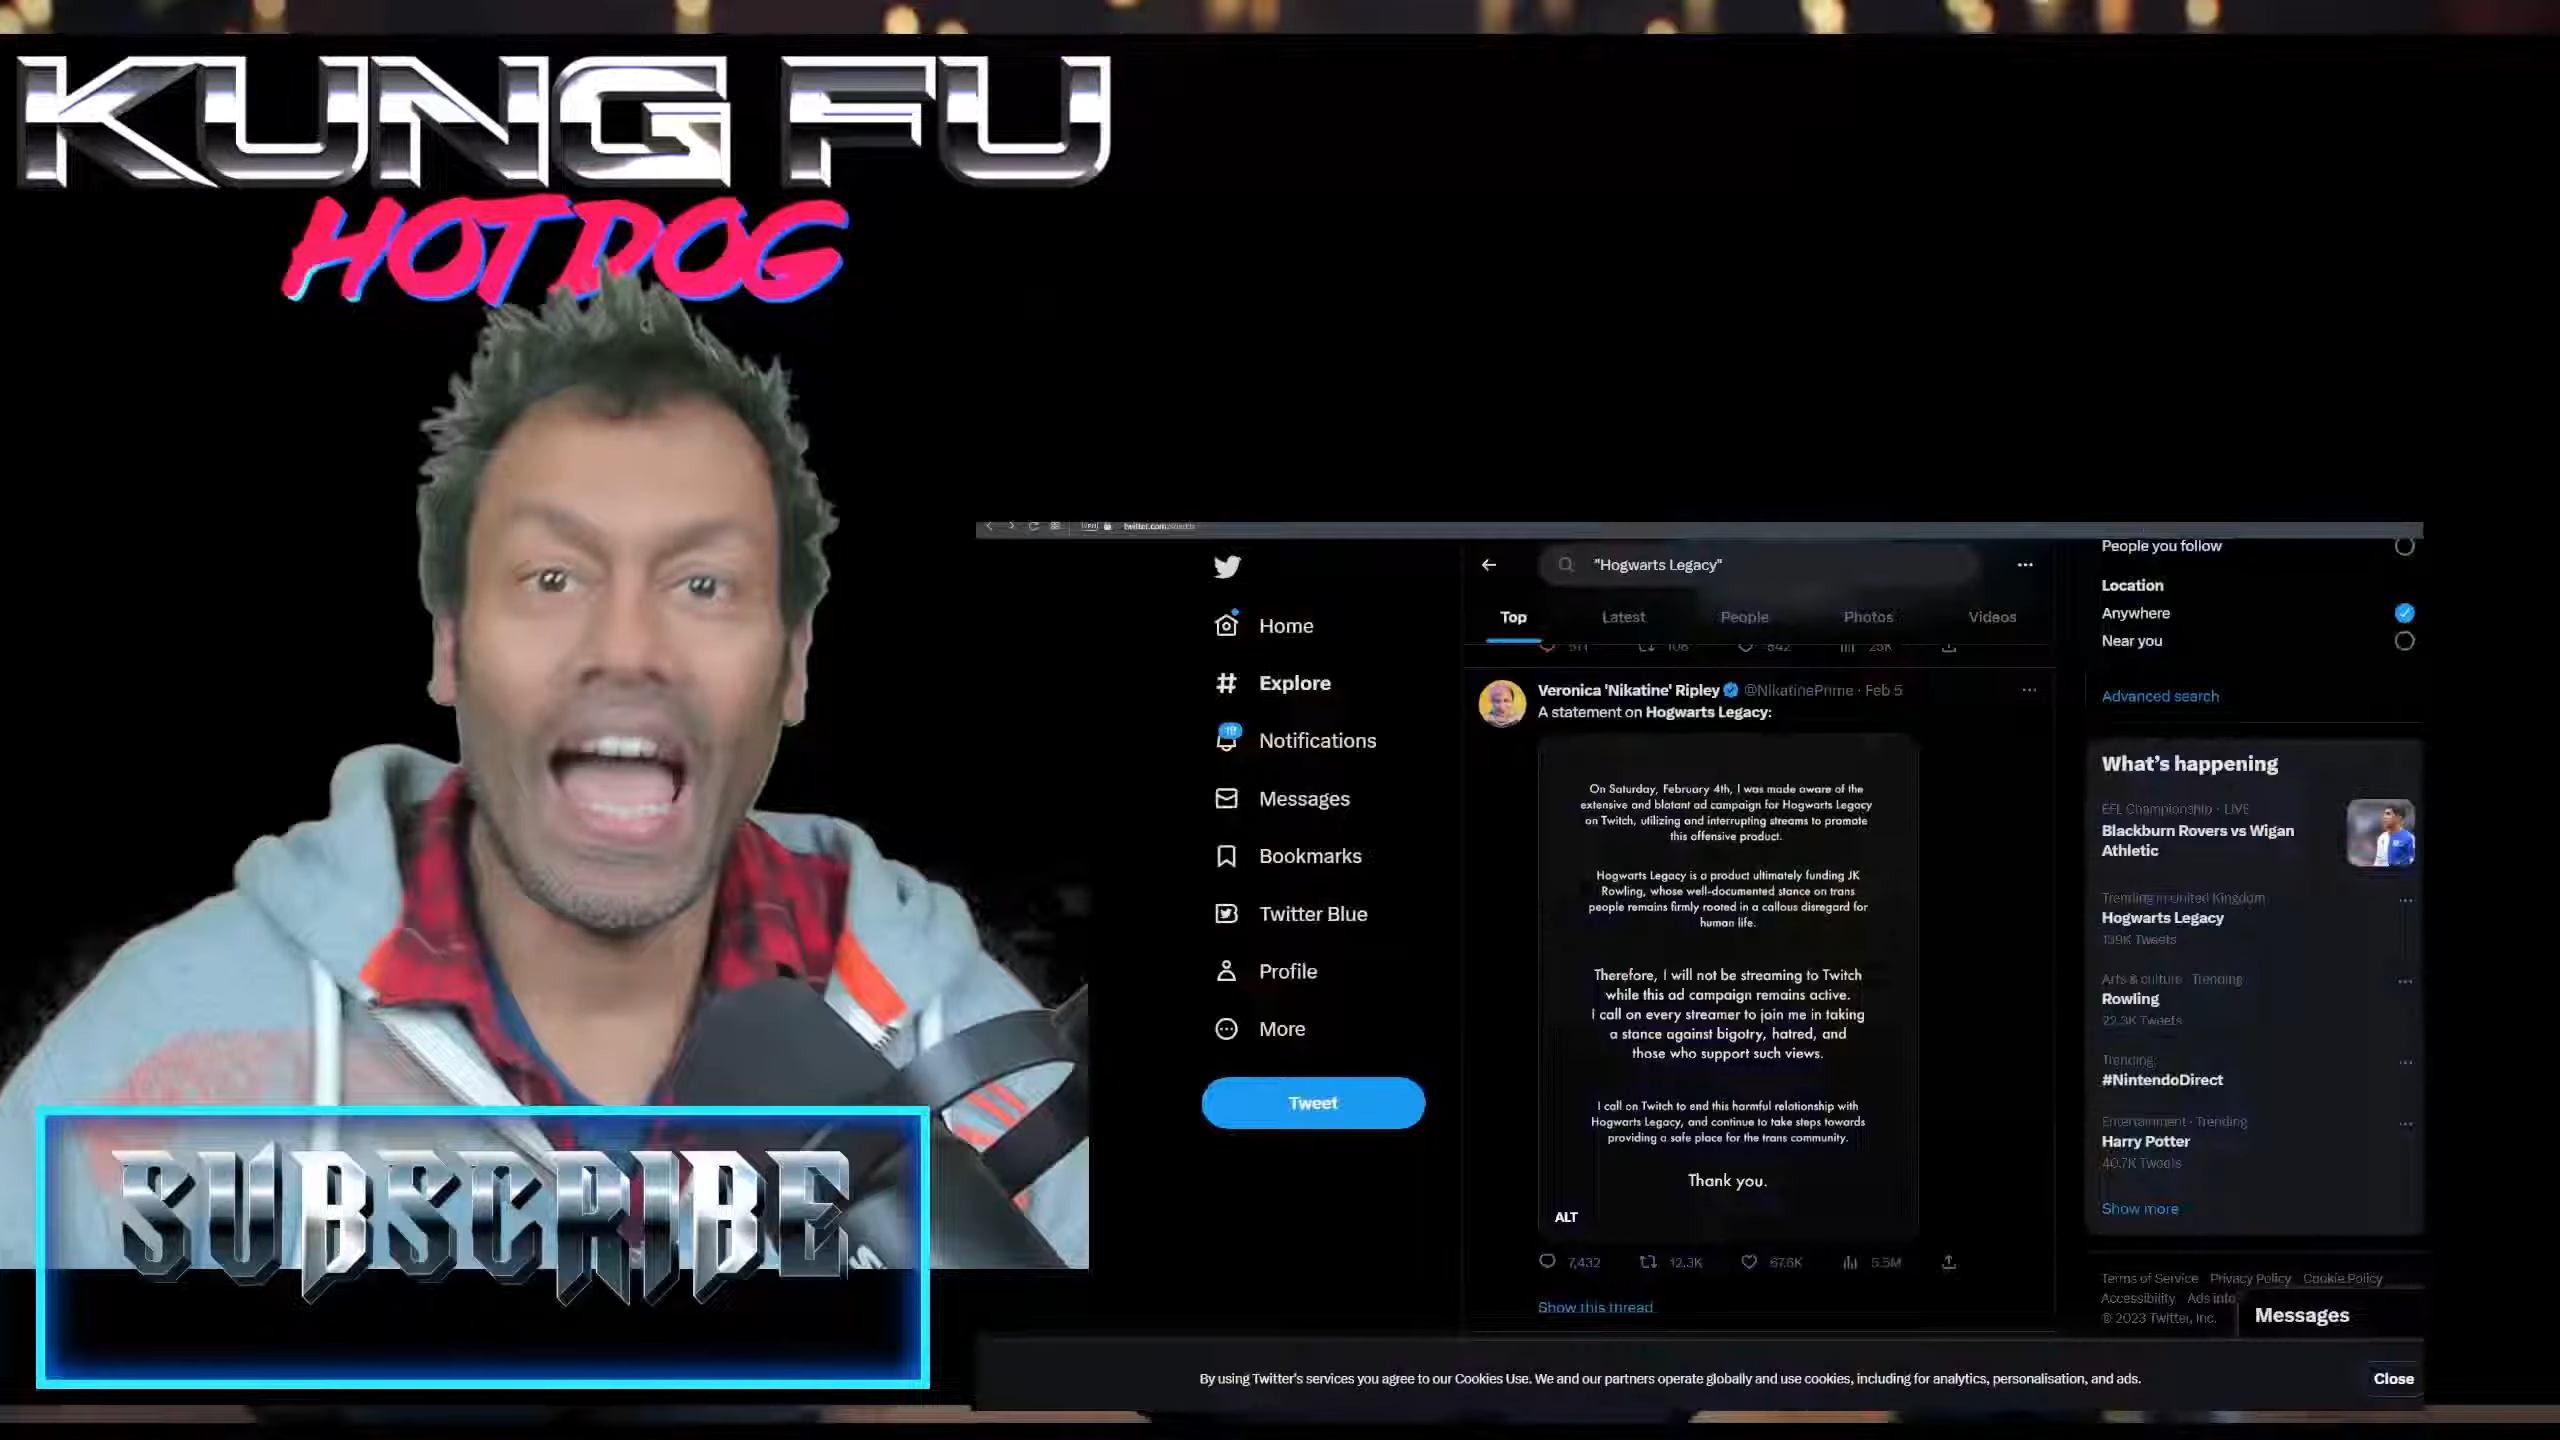 KUNG FU
HOTDOG
SUBSCRIBE
Home
Explore
Notifications
Messages
Bookmarks
Twitter Blue
Profile
More
Tweet
"Hogwarts Legacy"
Top Latest People Photos Videos
25K
Veronica 'Nikatine' Ripley @NikatinePrime · Feb 5
A statement on Hogwarts Legacy:
On Saturday, February 4th, I was made aware of the
extensive and blatant ad campaign for Hogwarts Legacy
on Twitch, utilizing and interrupting streams to promote
this offensive product.
Hogwarts Legacy is a product ultimately funding JK
Rowling, whose well-documented stance on trans
people remains firmly rooted in a callous disregard for
human life.
Therefore, I will not be streaming to Twitch
while this ad campaign remains active.
I call on every streamer to join me in taking
a stance against bigotry, hatred, and
those who support such views.
I call on Twitch to end this harmful relationship with
Hogwarts Legacy, and continue to take steps towards
providing a safe place for the trans community.
Thank you.
ALT
7,432 12.3K 67.6K 5.5M
Show this thread
People you follow
Location
Anywhere
Near you
Advanced search
What's happening
EFL Championship · LIVE
Blackburn Rovers vs Wigan
Athletic
Trending in United Kingdom
Hogwarts Legacy
Tweets
Arts & culture · Trending
Rowling
22.3K Tweets
Trending
#NintendoDirect
Entertainment · Trending
Harry Potter
40.7K Tweets
Show more
Terms of Service Privacy Policy Cookie Policy
Accessibility Ads info
© 2023 Twitter, Inc.
Messages
By using Twitter's services you agree to our Cookies Use. We and our partners operate globally and use cookies, including for analytics, personalisation, and ads.
Close